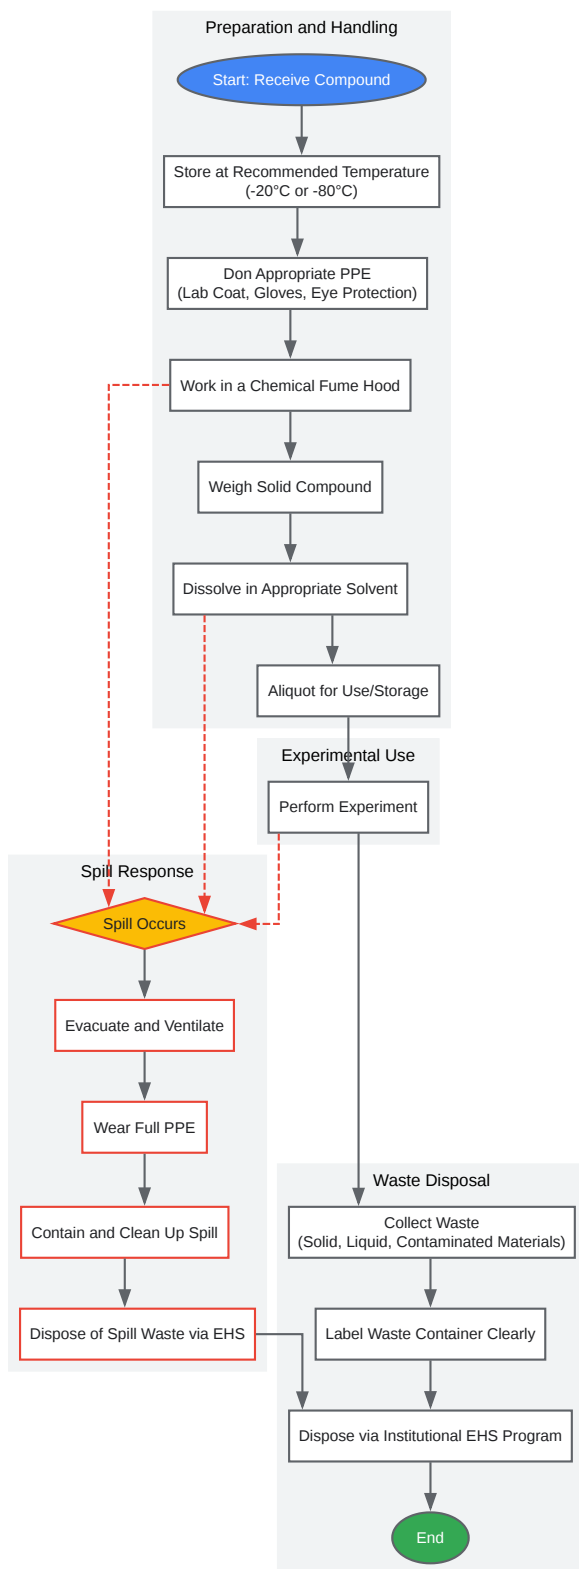 Preparation and Handling
Start: Receive Compound
Store at Recommended Temperature
(-20°C or -80°C)
Don Appropriate PPE
(Lab Coat, Gloves, Eye Protection)
Work in a Chemical Fume Hood
Weigh Solid Compound
Dissolve in Appropriate Solvent
Aliquot for Use/Storage
Experimental Use
Perform Experiment
Spill Response
Spill Occurs
Evacuate and Ventilate
Wear Full PPE
Contain and Clean Up Spill
Dispose of Spill Waste via EHS
Waste Disposal
Collect Waste
(Solid, Liquid, Contaminated Materials)
Label Waste Container Clearly
Dispose via Institutional EHS Program
End